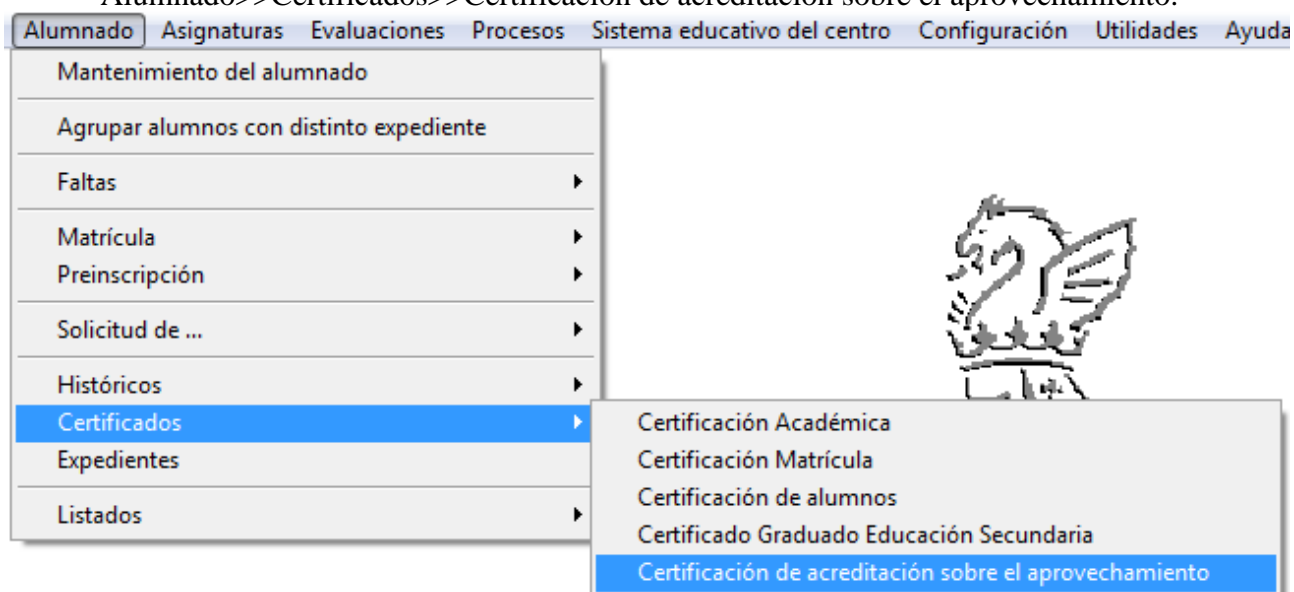 Alumnado>>Certificados>>Certificación de acreditación sobre el aprovechamiento.
Alumnado Asignaturas Evaluaciones Procesos Sistema educativo del centro Configuración Utilidades Ayuda
Mantenimiento del alumnado
Agrupar alumnos con distinto expediente
Faltas
Matrícula
Preinscripción
Solicitud de ...
Históricos
Certificados
Expedientes
Listados
Certificación Académica
Certificación Matrícula
Certificación de alumnos
Certificado Graduado Educación Secundaria
Certificación de acreditación sobre el aprovechamiento